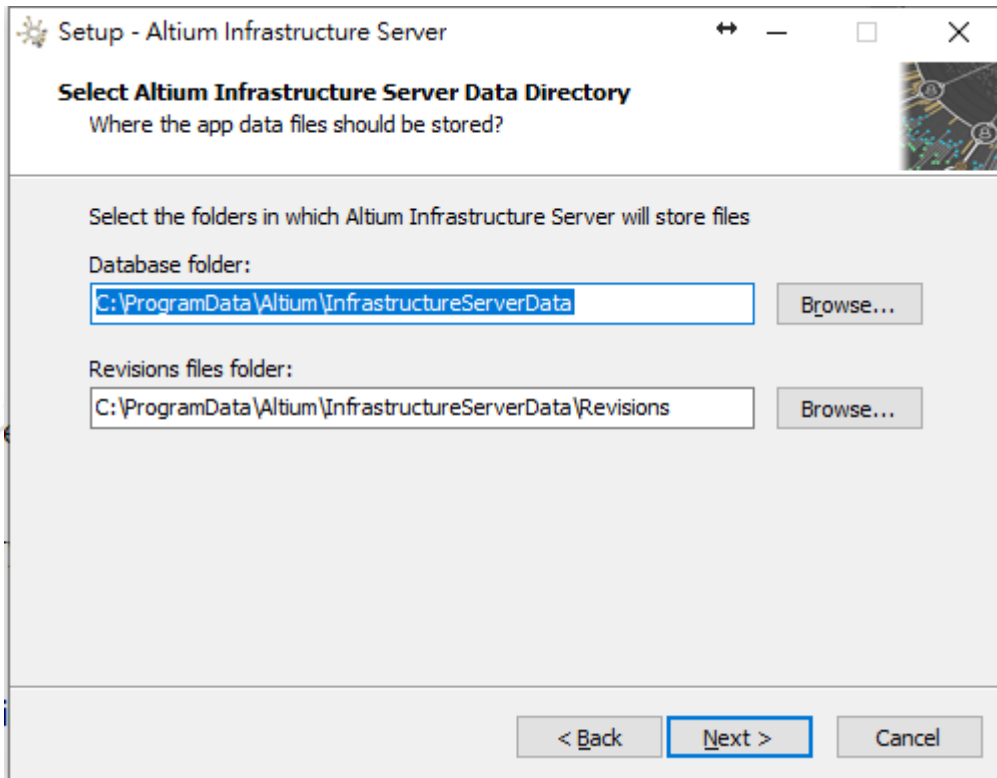 Setup - Altium Infrastructure Server
Select Altium Infrastructure Server Data Directory
Where the app data files should be stored?
Select the folders in which Altium Infrastructure Server will store files
Database folder:
C:\ProgramData\Altium\InfrastructureServerData
Browse...
Revisions files folder:
C:\ProgramData\Altium\InfrastructureServerData\Revisions
Browse...
< Back
Next >
Cancel